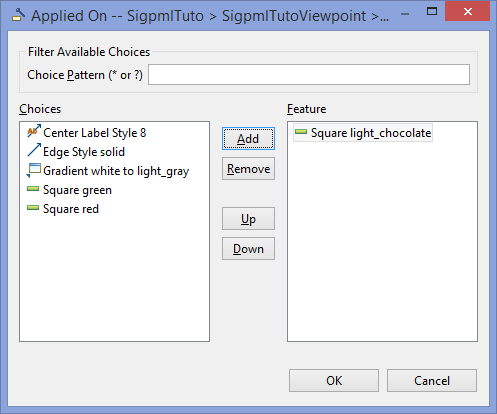 Applied On -- SigpmlTuto > SigpmlTutoViewpoint >...
Filter Available Choices
Choice Pattern (* or ?)
Choices
Center Label Style 8
Edge Style solid
Gradient white to light_gray
Square green
Square red
Add
Remove
Up
Down
Feature
Square light_chocolate
OK
Cancel